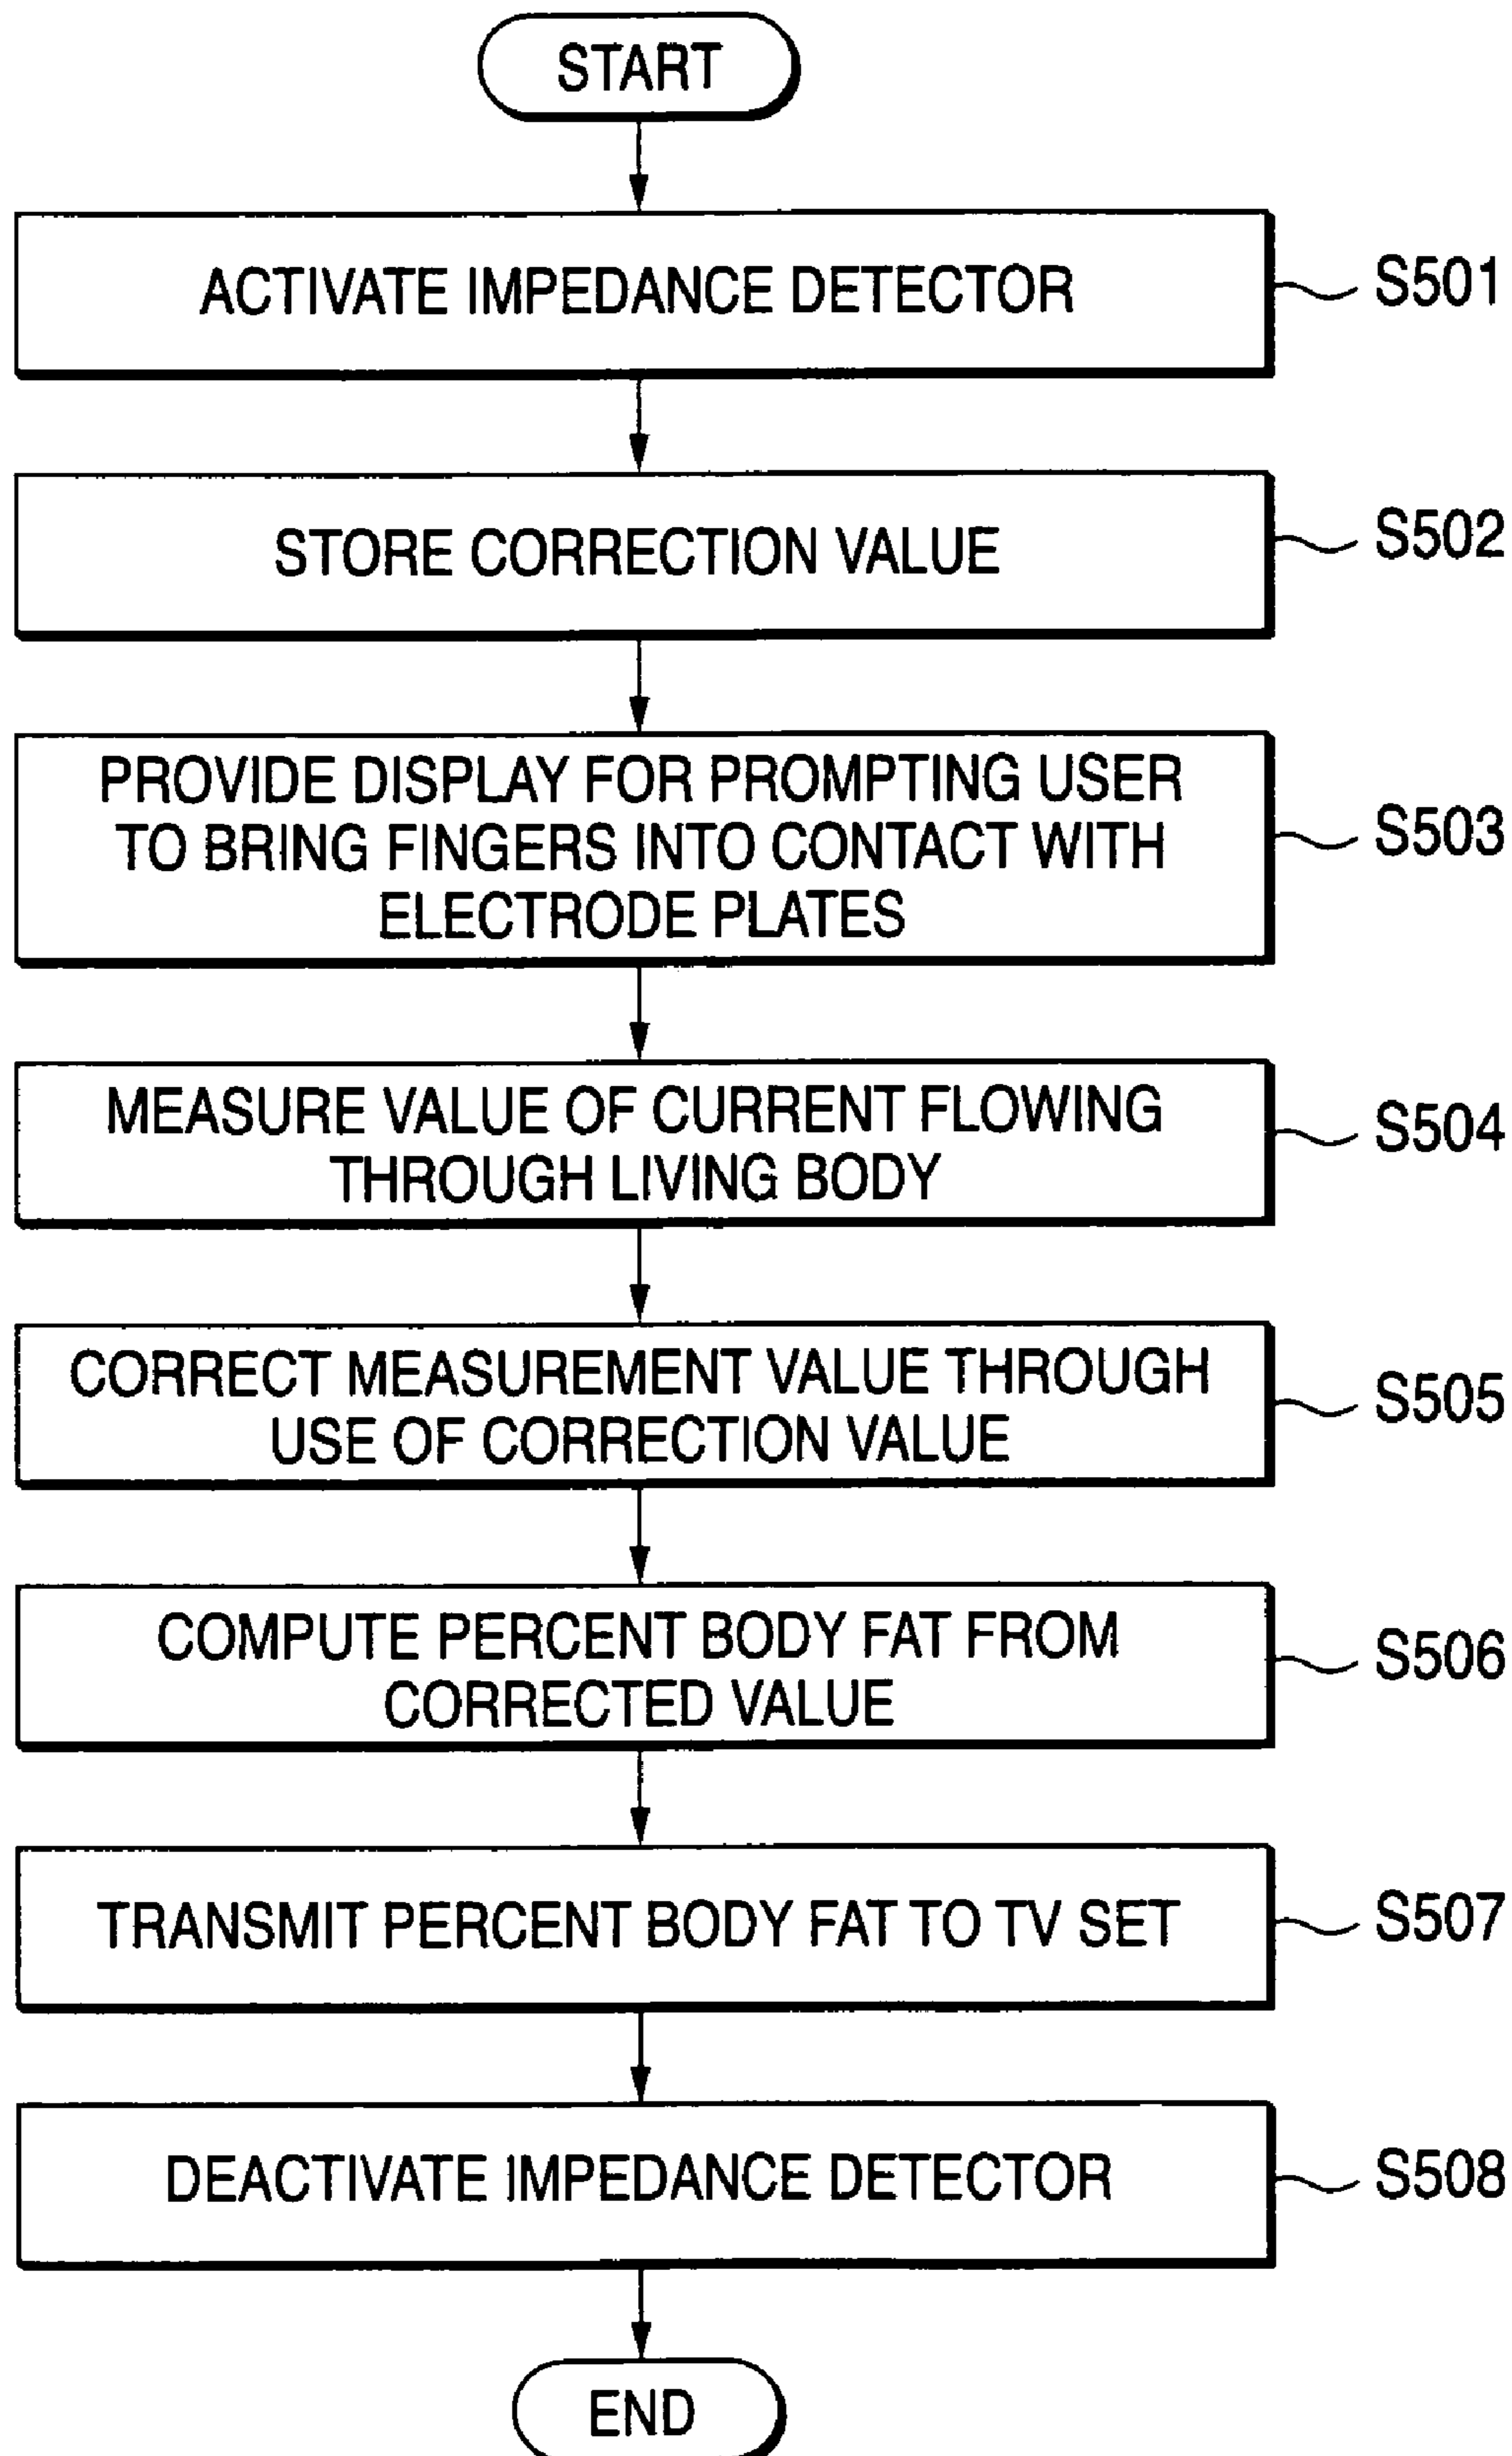 START
ACTIVATE IMPEDANCE DETECTOR
S501
STORE CORRECTION VALUE
S502
PROVIDE DISPLAY FOR PROMPTING USER
TO BRING FINGERS INTO CONTACT WITH
ELECTRODE PLATES
S503
MEASURE VALUE OF CURRENT FLOWING
THROUGH LIVING BODY
S504
CORRECT MEASUREMENT VALUE THROUGH
USE OF CORRECTION VALUE
S505
COMPUTE PERCENT BODY FAT FROM
CORRECTED VALUE
S506
TRANSMIT PERCENT BODY FAT TO TV SET
S507
DEACTIVATE IMPEDANCE DETECTOR
S508
END